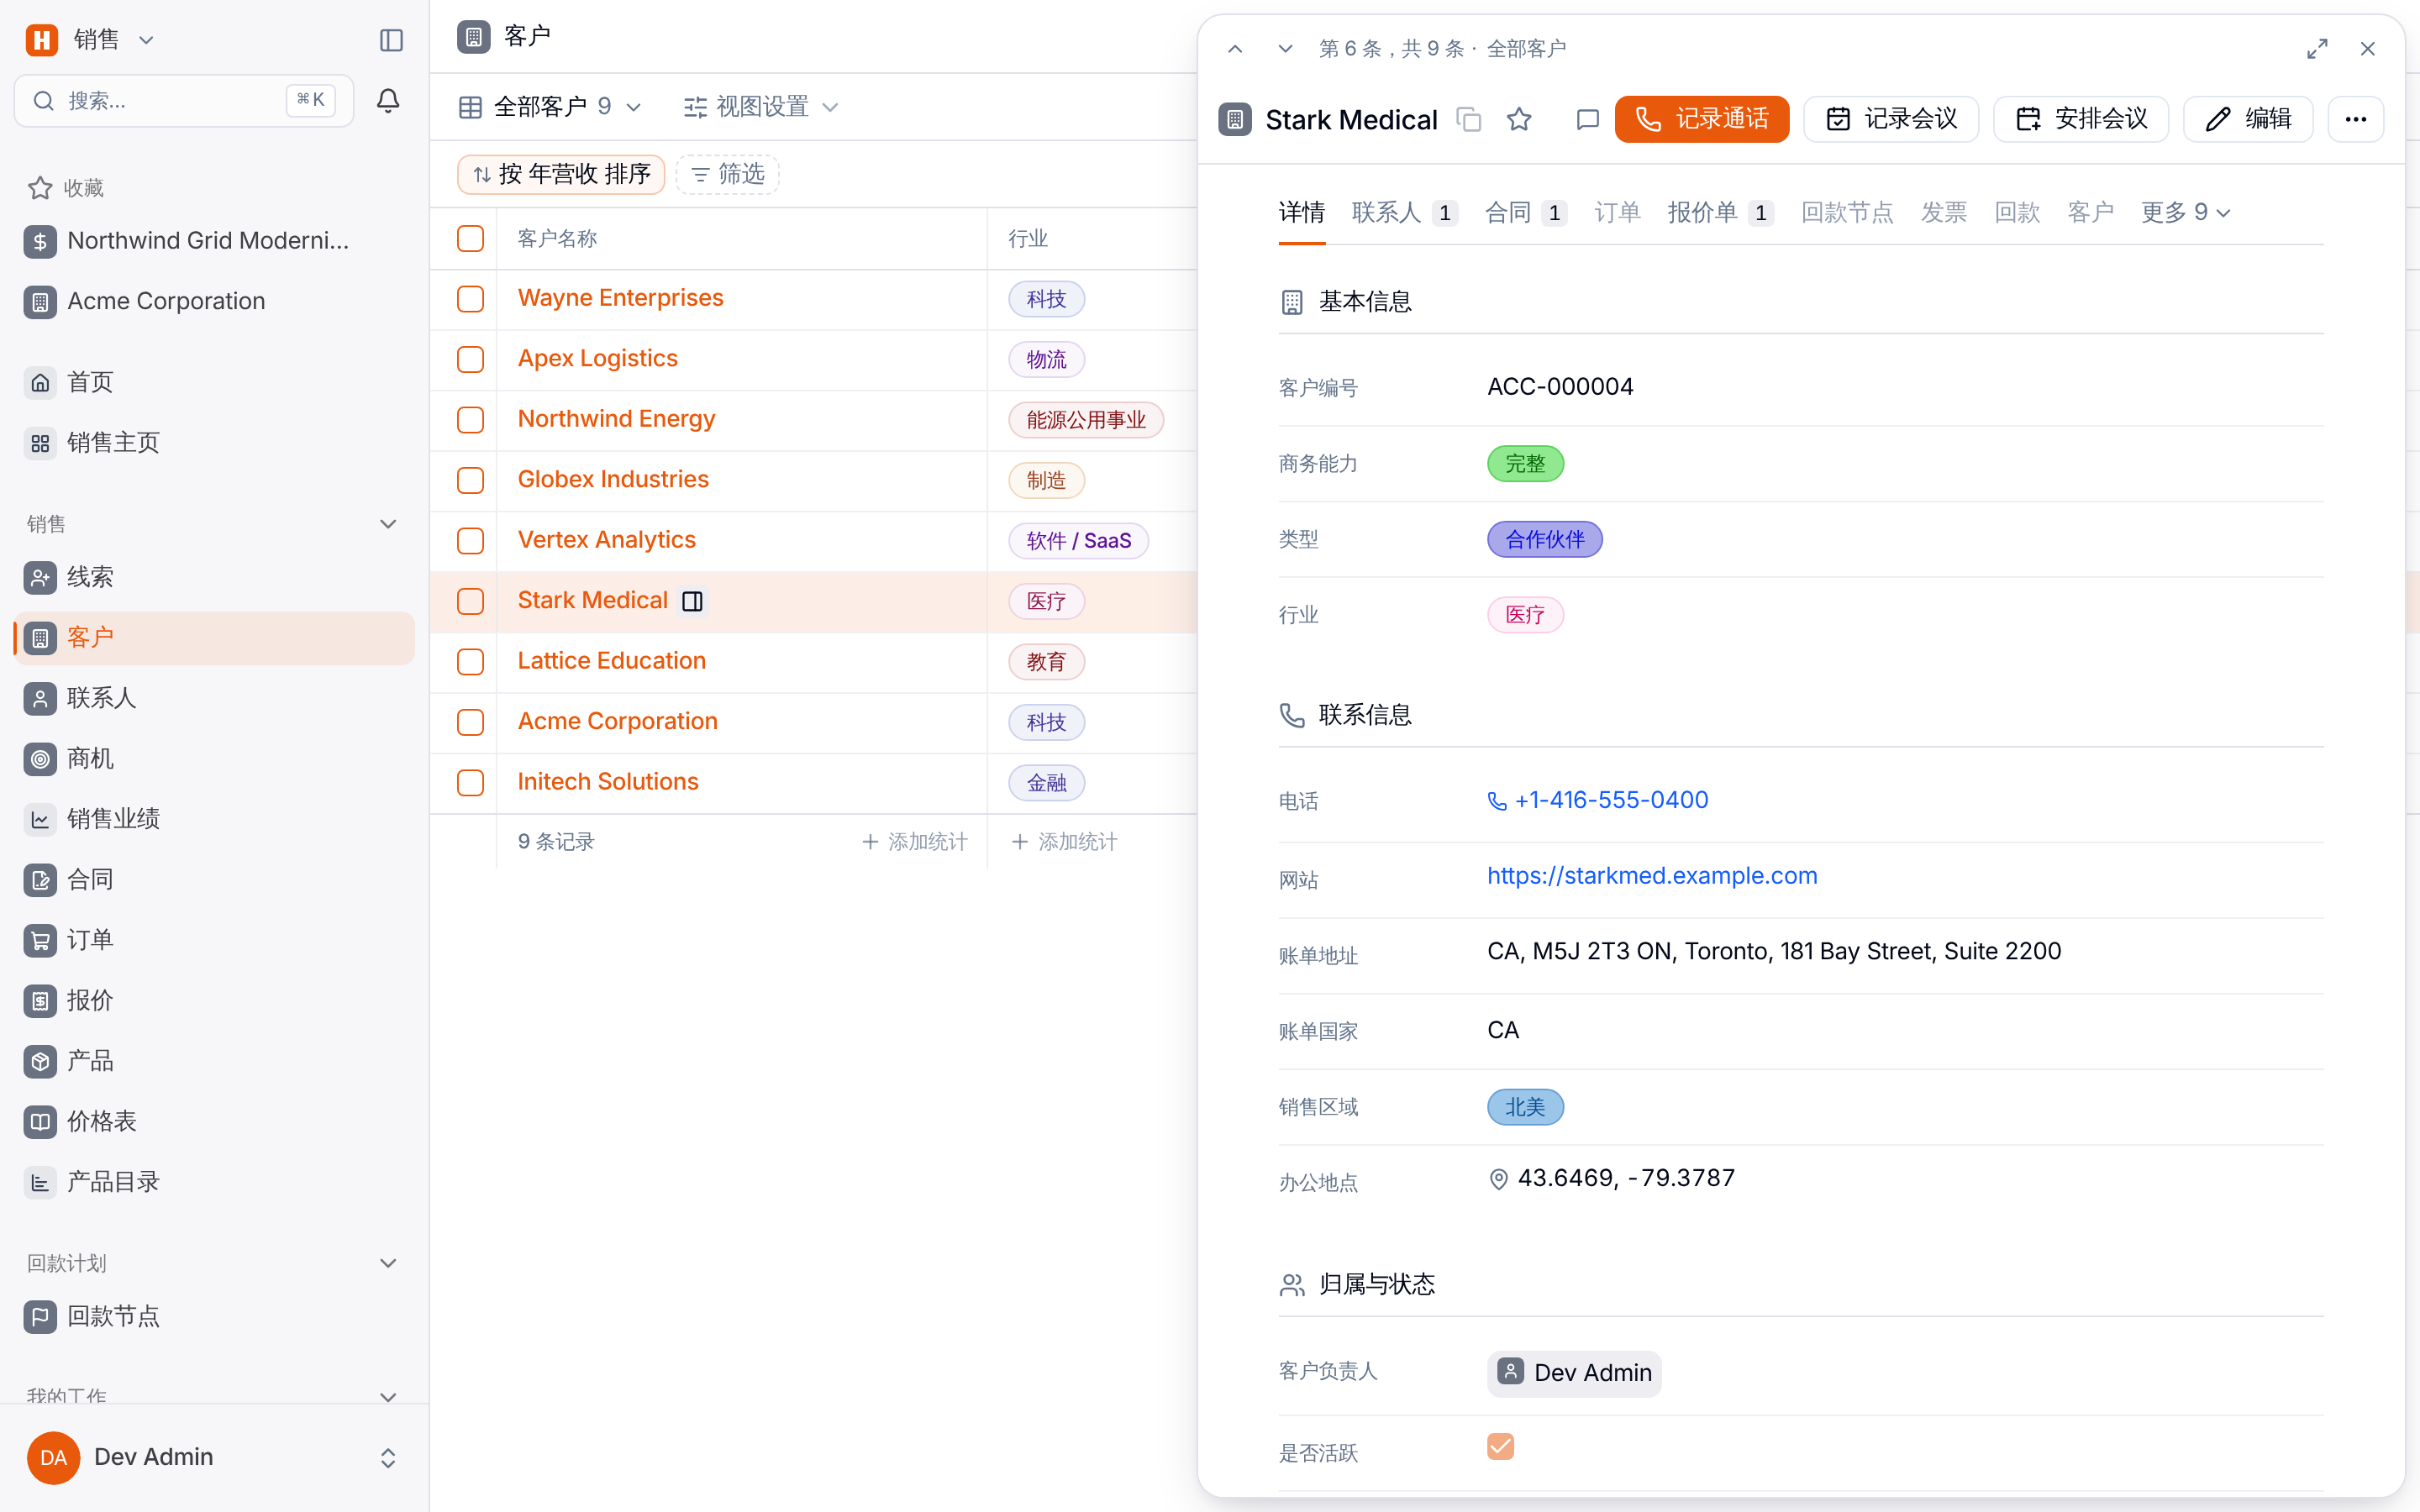 销售
搜索...
⌘K
收藏
Northwind Grid Moderni...
Acme Corporation
首页
销售主页
销售
线索
客户
联系人
商机
销售业绩
合同
订单
报价
产品
价格表
产品目录
回款计划
回款节点
我的工作
DA Dev Admin
客户
全部客户 9 视图设置
按 年营收 排序 筛选
客户名称 行业
Wayne Enterprises 科技
Apex Logistics 物流
Northwind Energy 能源公用事业
Globex Industries 制造
Vertex Analytics 软件 / SaaS
Stark Medical 医疗
Lattice Education 教育
Acme Corporation 科技
Initech Solutions 金融
9 条记录 添加统计 添加统计
第 6 条，共 9 条 · 全部客户
Stark Medical 记录通话 记录会议 安排会议 编辑
详情 联系人 1 合同 1 订单 报价单 1 回款节点 发票 回款 客户 更多 9
基本信息
客户编号 ACC-000004
商务能力 完整
类型 合作伙伴
行业 医疗
联系信息
电话 +1-416-555-0400
网站 https://starkmed.example.com
账单地址 CA, M5J 2T3 ON, Toronto, 181 Bay Street, Suite 2200
账单国家 CA
销售区域 北美
办公地点 43.6469, -79.3787
归属与状态
客户负责人 Dev Admin
是否活跃